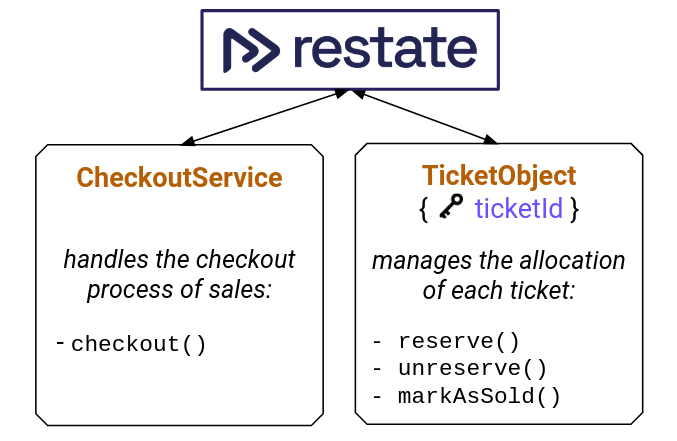 restate
CheckoutService
handles the checkout
process of sales:
- checkout()
TicketObject
{ ticketId }
manages the allocation
of each ticket:
- reserve()
- unreserve()
- markAsSold()